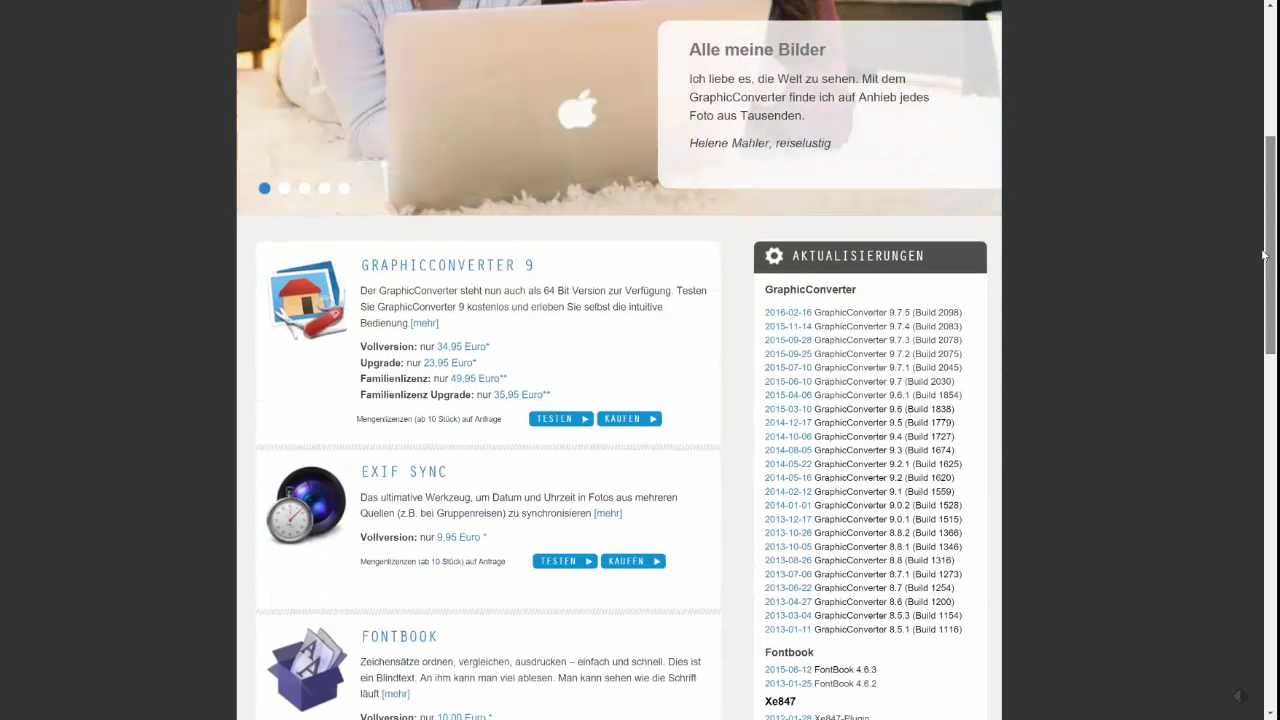 Alle meine Bilder
Ich liebe es, die Welt zu sehen. Mit dem
GraphicConverter finde ich auf Anhieb jedes
Foto aus Tausenden.
Helene Mahler, reiselustig
GRAPHICCONVERTER 9
Der GraphicConverter steht nun auch als 64 Bit Version zur Verfügung. Testen
Sie GraphicConverter 9 kostenlos und erleben Sie selbst die intuitive
Bedienung.[mehr]
Vollversion: nur 34,95 Euro*
Upgrade: nur 23,95 Euro*
Familienlizenz: nur 49,95 Euro**
Familienlizenz Upgrade: nur 35,95 Euro**
Mengenlizenzen (ab 10 Stück) auf Anfrage
TESTEN
KAUFEN
EXIF SYNC
Das ultimative Werkzeug, um Datum und Uhrzeit in Fotos aus mehreren
Quellen (z.B. bei Gruppenreisen) zu synchronisieren [mehr]
Vollversion: nur 9,95 Euro *
Mengenlizenzen (ab 10 Stück) auf Anfrage
TESTEN
KAUFEN
FONTBOOK
Zeichensätze ordnen, vergleichen, ausdrucken – einfach und schnell. Dies ist
ein Blindtext. An ihm kann man viel ablesen. Man kann sehen wie die Schrift
läuft.[mehr]
Vollversion: nur 10,00 Euro *
AKTUALISIERUNGEN
GraphicConverter
2016-02-16 GraphicConverter 9.7.5 (Build 2098)
2015-11-14 GraphicConverter 9.7.4 (Build 2083)
2015-09-28 GraphicConverter 9.7.3 (Build 2078)
2015-09-25 GraphicConverter 9.7.2 (Build 2075)
2015-07-10 GraphicConverter 9.7.1 (Build 2045)
2015-06-10 GraphicConverter 9.7 (Build 2030)
2015-04-06 GraphicConverter 9.6.1 (Build 1854)
2015-03-10 GraphicConverter 9.6 (Build 1838)
2014-12-17 GraphicConverter 9.5 (Build 1779)
2014-10-06 GraphicConverter 9.4 (Build 1727)
2014-08-05 GraphicConverter 9.3 (Build 1674)
2014-05-22 GraphicConverter 9.2.1 (Build 1625)
2014-05-16 GraphicConverter 9.2 (Build 1620)
2014-02-12 GraphicConverter 9.1 (Build 1559)
2014-01-01 GraphicConverter 9.0.2 (Build 1528)
2013-12-17 GraphicConverter 9.0.1 (Build 1515)
2013-10-26 GraphicConverter 8.8.2 (Build 1366)
2013-10-05 GraphicConverter 8.8.1 (Build 1346)
2013-08-26 GraphicConverter 8.8 (Build 1316)
2013-07-06 GraphicConverter 8.7.1 (Build 1273)
2013-06-22 GraphicConverter 8.7 (Build 1254)
2013-04-27 GraphicConverter 8.6 (Build 1200)
2013-03-04 GraphicConverter 8.5.3 (Build 1154)
2013-01-11 GraphicConverter 8.5.1 (Build 1116)
Fontbook
2015-06-12 FontBook 4.6.3
2013-01-25 FontBook 4.6.2
Xe847
2012-01-28 Xe847-Plugin